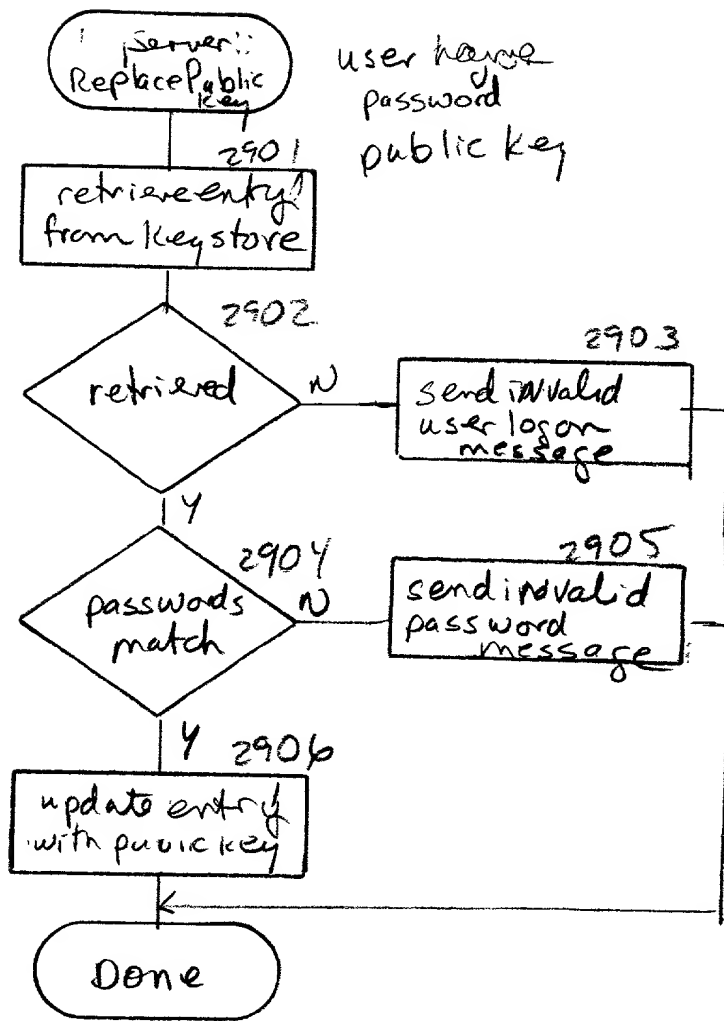 Server::
ReplacePublic
Key
user name
password
public key
2901
retrieve entry
from keystore
2902
retrieved
N
2903
send invalid
user logon
message
Y
2904
passwords
match
N
2905
send invalid
password
message
Y
2906
update entry
with public key
Done